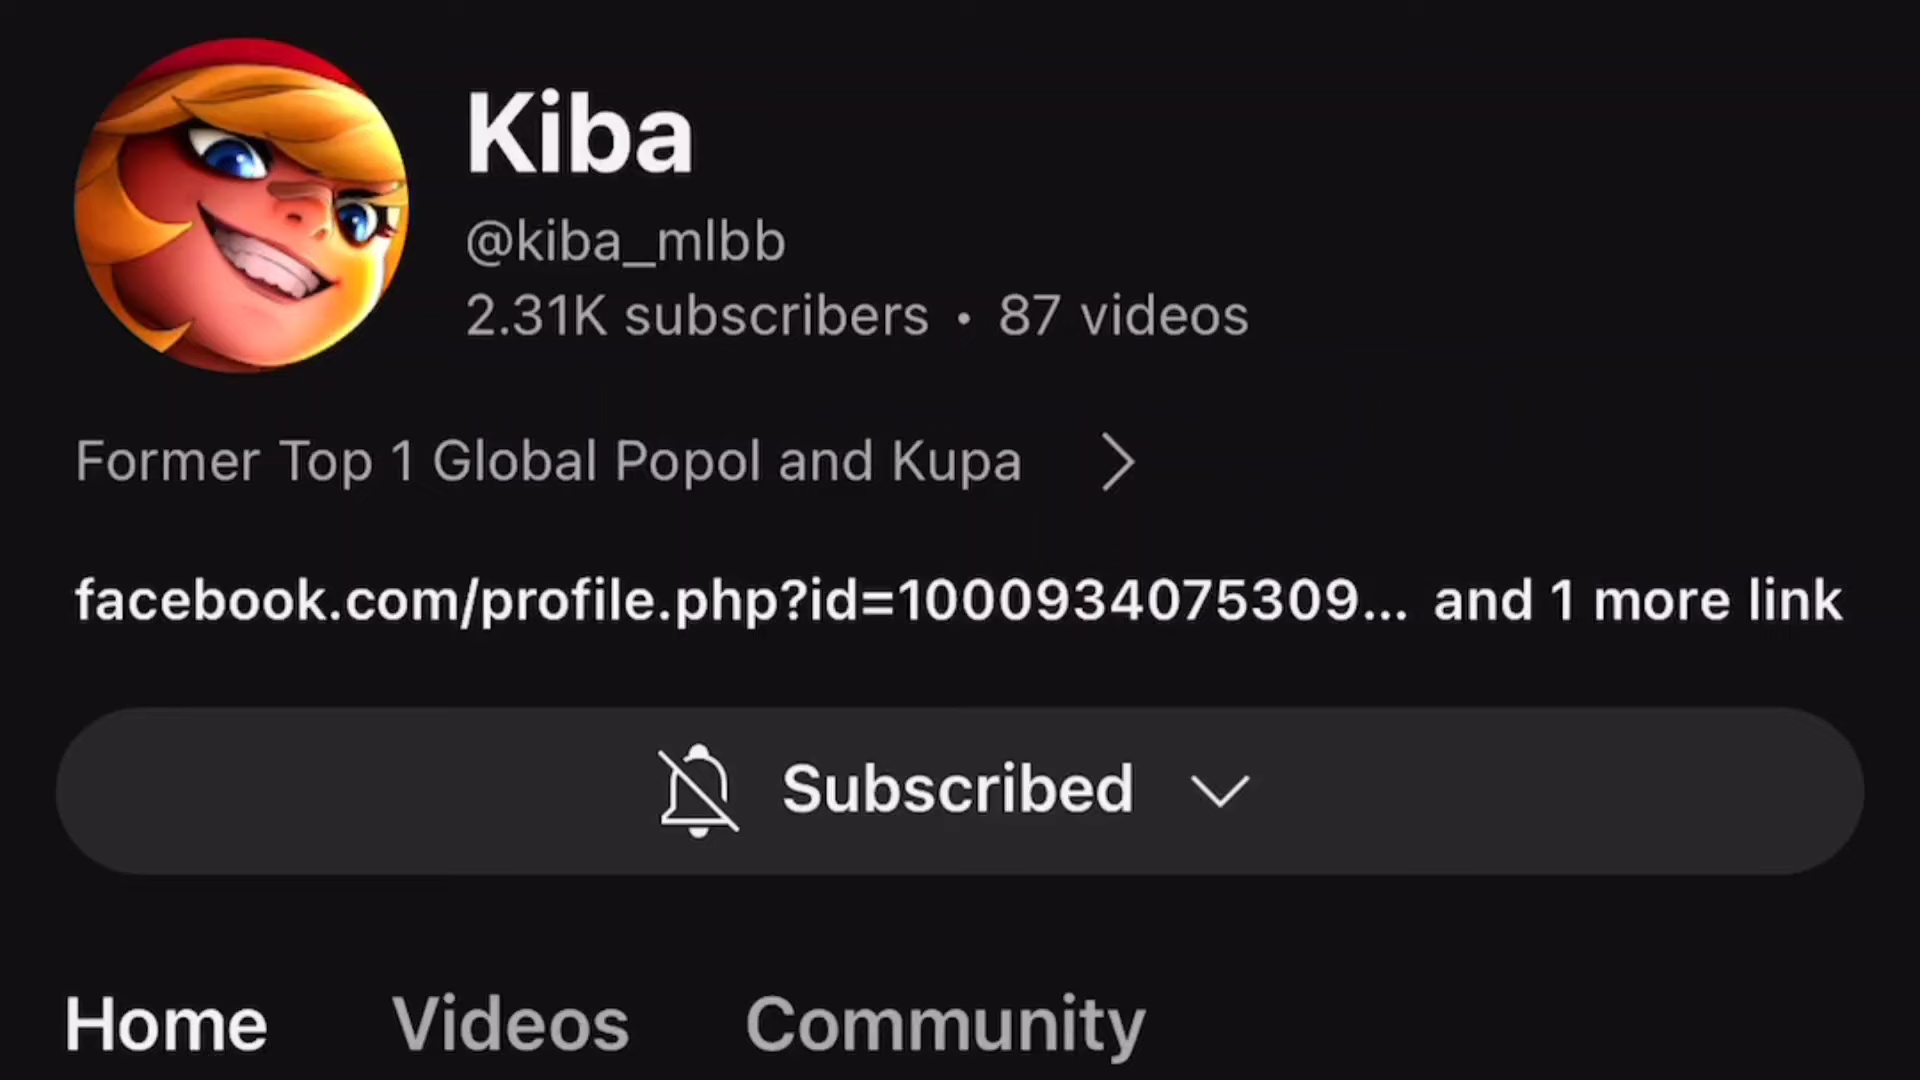 Kiba
@kiba_mlbb
2.31K subscribers • 87 videos
Former Top 1 Global Popol and Kupa
facebook.com/profile.php?id=1000934075309... and 1 more link
Subscribed
Home Videos Community